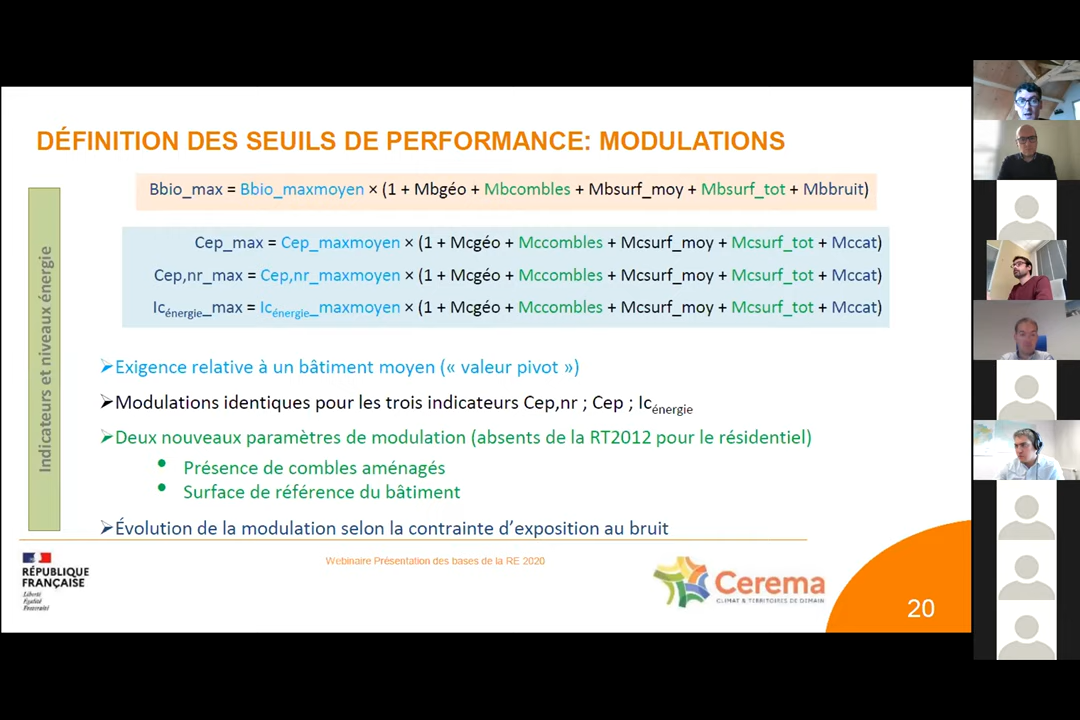 DÉFINITION DES SEUILS DE PERFORMANCE: MODULATIONS
Indicateurs et niveaux énergie
Bbio_max = Bbio_maxmoyen × (1 + Mbgéo + Mbcombles + Mbsurf_moy + Mbsurf_tot + Mbbruit)
Cep_max = Cep_maxmoyen × (1 + Mcgéo + Mccombles + Mcsurf_moy + Mcsurf_tot + Mccat)
Cep,nr_max = Cep,nr_maxmoyen × (1 + Mcgéo + Mccombles + Mcsurf_moy + Mcsurf_tot + Mccat)
Icénergie_max = Icénergie_maxmoyen × (1 + Mcgéo + Mccombles + Mcsurf_moy + Mcsurf_tot + Mccat)
➢Exigence relative à un bâtiment moyen (« valeur pivot »)
➢Modulations identiques pour les trois indicateurs Cep,nr ; Cep ; Icénergie
➢Deux nouveaux paramètres de modulation (absents de la RT2012 pour le résidentiel)
• Présence de combles aménagés
• Surface de référence du bâtiment
➢Évolution de la modulation selon la contrainte d'exposition au bruit
RÉPUBLIQUE
FRANÇAISE
Liberté
Égalité
Fraternité
Webinaire Présentation des bases de la RE 2020
Cerema
CLIMAT & TERRITOIRES DE DEMAIN
20